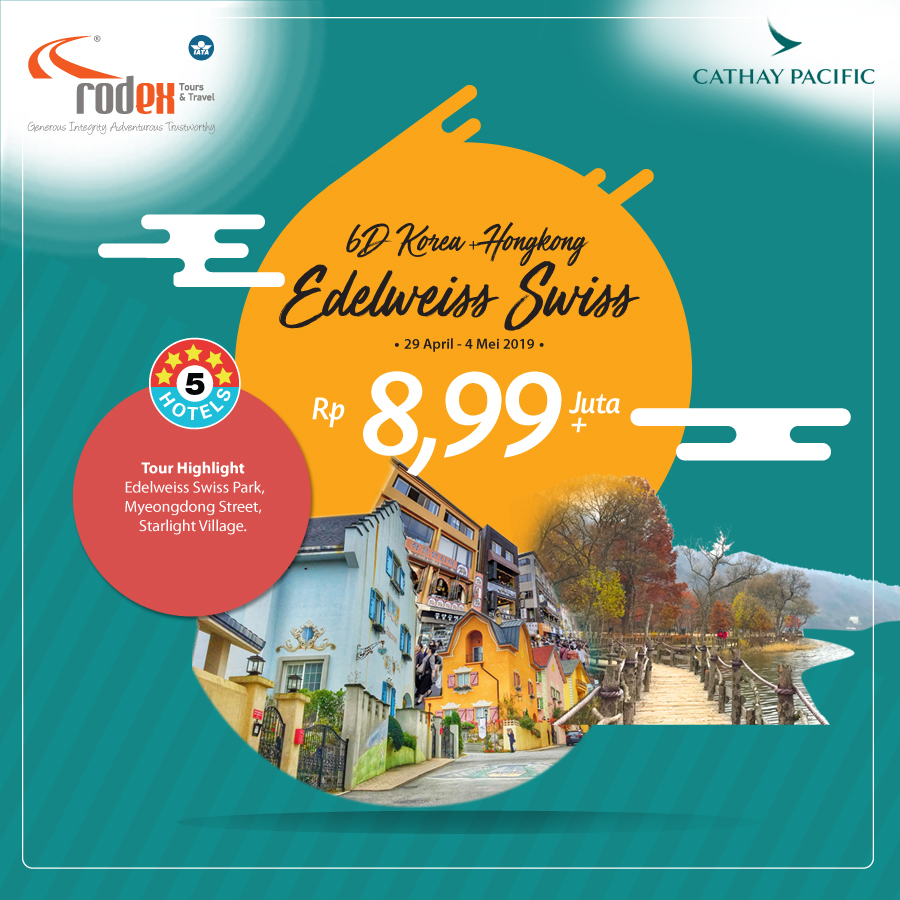 IATA
rodex
Tours
& Travel
Generous Integrity Adventurous Trustworthy
CATHAY PACIFIC
6D Korea + Hongkong
Edelweiss Swiss
• 29 April - 4 Mei 2019 •
Rp 8,99 Juta
+
5
HOTELS
Tour Highlight
Edelweiss Swiss Park,
Myeongdong Street,
Starlight Village.